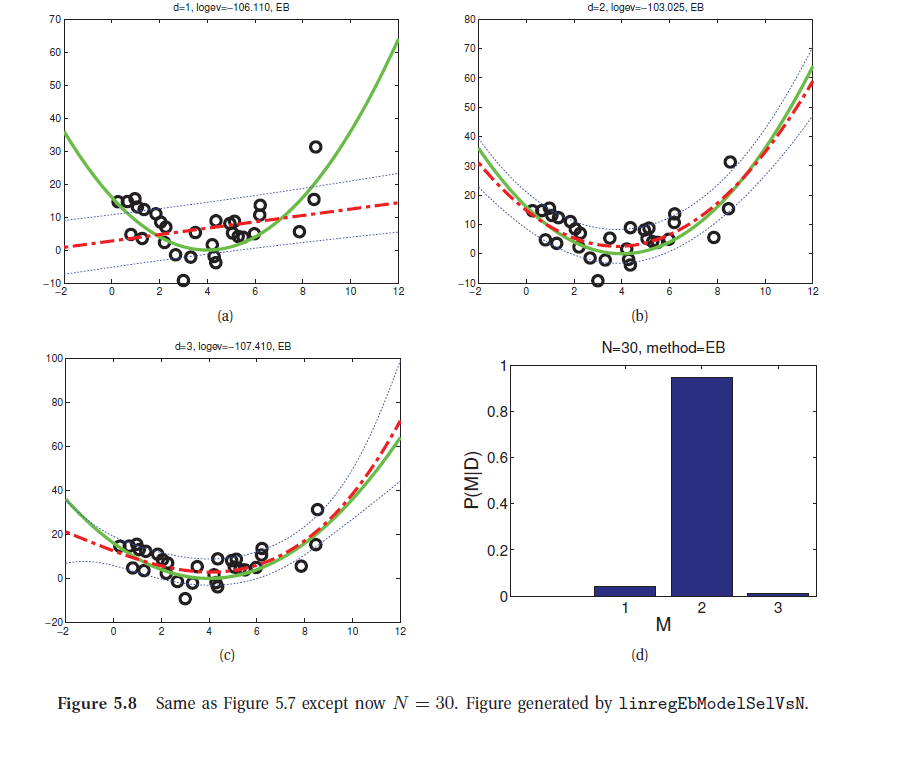 d=1, logev=−106.110, EB
70
60
50
40
30
20
10
0
−10
−2 0 2 4 6 8 10 12
(a)
d=2, logev=−103.025, EB
80
70
60
50
40
30
20
10
0
−10
−2 0 2 4 6 8 10 12
(b)
d=3, logev=−107.410, EB
100
80
60
40
20
0
−20
−2 0 2 4 6 8 10 12
(c)
N=30, method=EB
1
0.8
0.6
0.4
0.2
0
P(M|D)
1 2 3
M
(d)
Figure 5.8 Same as Figure 5.7 except now N = 30. Figure generated by linregEbModelSelVsN.